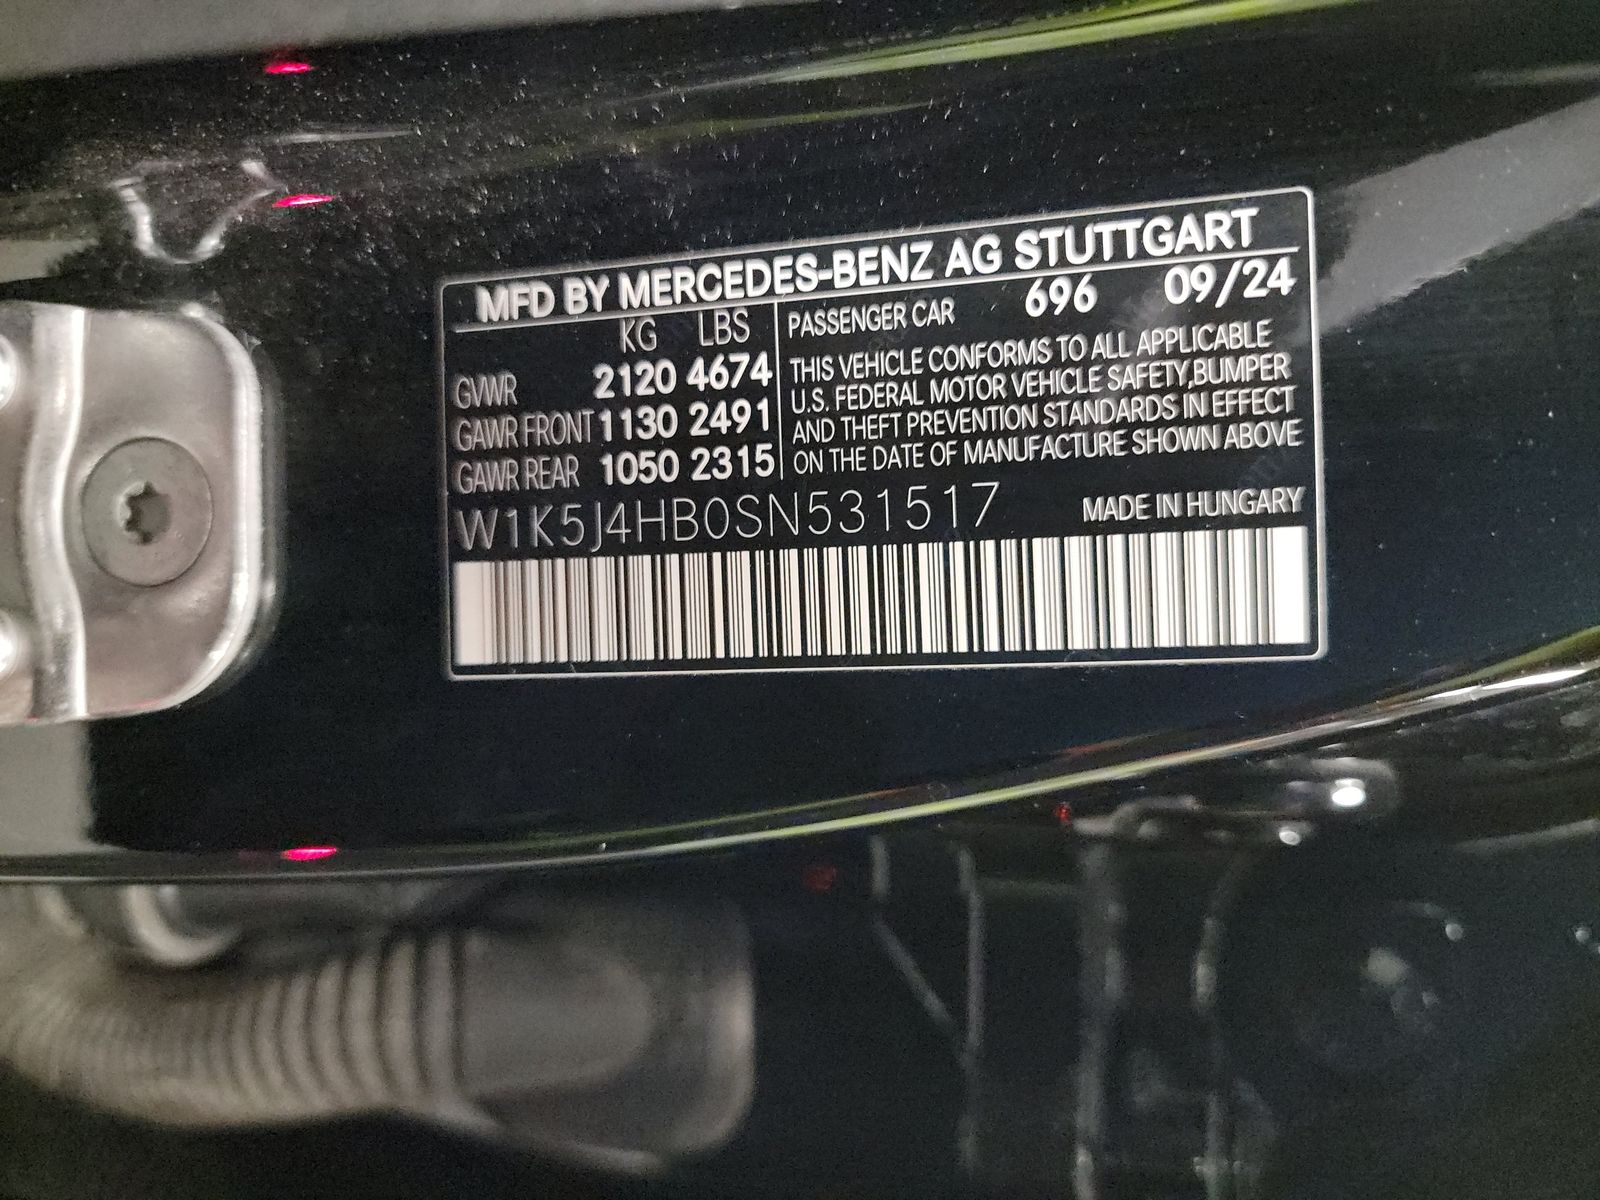 MFD BY MERCEDES-BENZ AG STUTTGART
KG LBS
GVWR 2120 4674
GAWR FRONT 1130 2491
GAWR REAR 1050 2315
PASSENGER CAR 696 09/24
THIS VEHICLE CONFORMS TO ALL APPLICABLE
U.S. FEDERAL MOTOR VEHICLE SAFETY,BUMPER
AND THEFT PREVENTION STANDARDS IN EFFECT
ON THE DATE OF MANUFACTURE SHOWN ABOVE
W1K5J4HB0SN531517
MADE IN HUNGARY